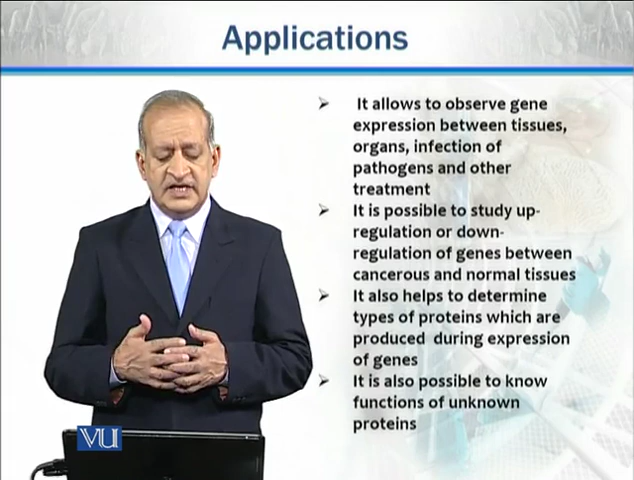 Applications
➢ It allows to observe gene
expression between tissues,
organs, infection of
pathogens and other
treatment
➢ It is possible to study up-
regulation or down-
regulation of genes between
cancerous and normal tissues
➢ It also helps to determine
types of proteins which are
produced during expression
of genes
➢ It is also possible to know
functions of unknown
proteins
VU